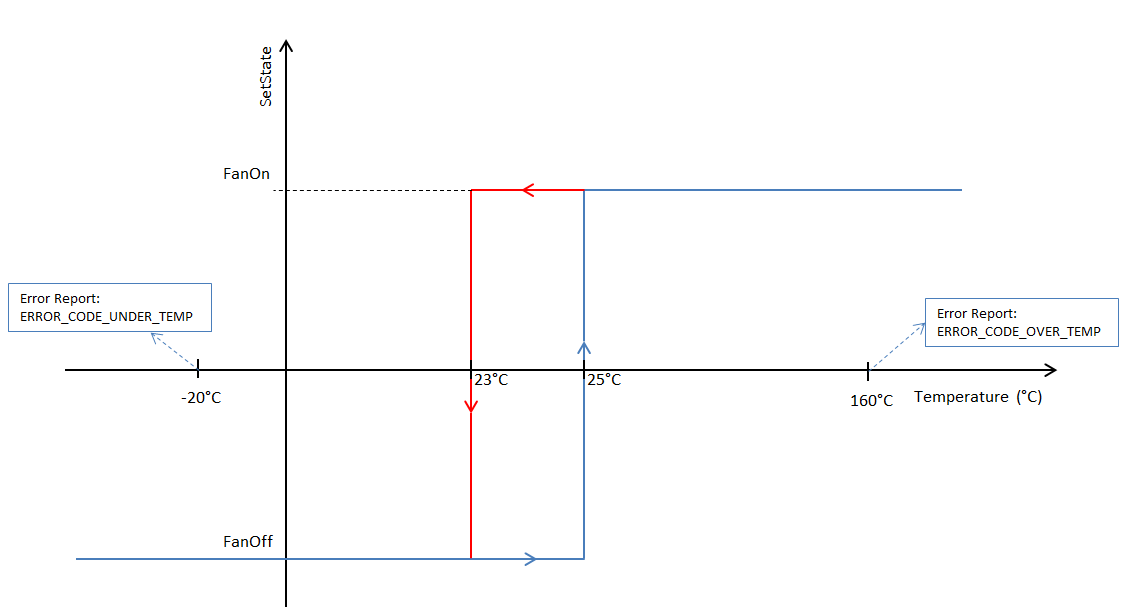 SetState
FanOn
Error Report:
ERROR_CODE_UNDER_TEMP
Error Report:
ERROR_CODE_OVER_TEMP
23°C
25°C
-20°C
160°C
Temperature (°C)
FanOff